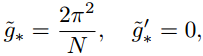 g̃∗ = 2π²/N, g̃′∗ = 0,